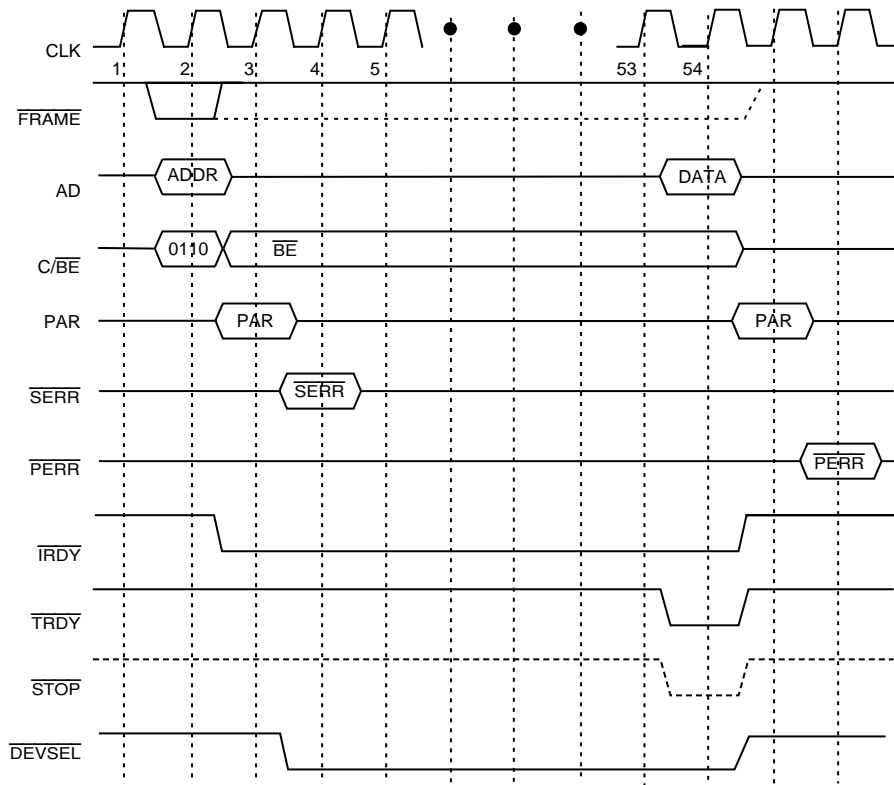 CLK
1 2 3 4 5 53 54
FRAME
AD ADDR DATA
C/BE 0110 BE
PAR PAR PAR
SERR SERR
PERR PERR
IRDY
TRDY
STOP
DEVSEL